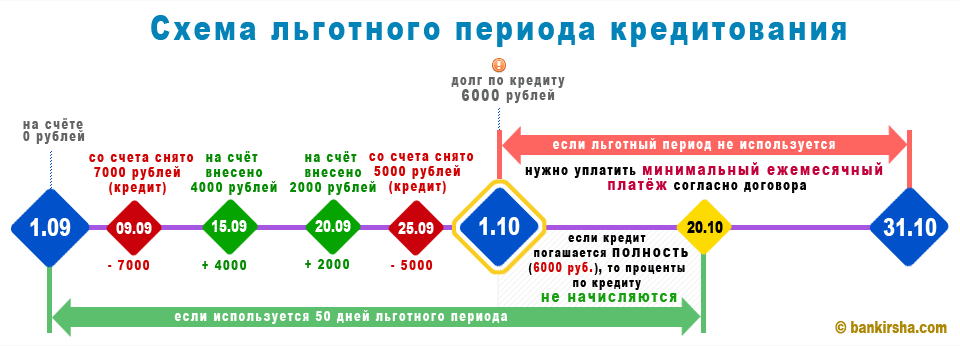 Схема льготного периода кредитования
долг по кредиту
6000 рублей
на счёте
0 рублей
со счета снято
7000 рублей
(кредит)
на счёт
внесено
4000 рублей
на счёт
внесено
2000 рублей
со счета снято
5000 рублей
(кредит)
если льготный период не используется
нужно уплатить минимальный ежемесячный
платёж согласно договора
1.09
09.09
15.09
20.09
25.09
1.10
20.10
31.10
- 7000
+ 4000
+ 2000
- 5000
если кредит
погашается ПОЛНОСТЬ
(6000 руб.), то проценты
по кредиту
не начисляются
если используется 50 дней льготного периода
© bankirsha.com